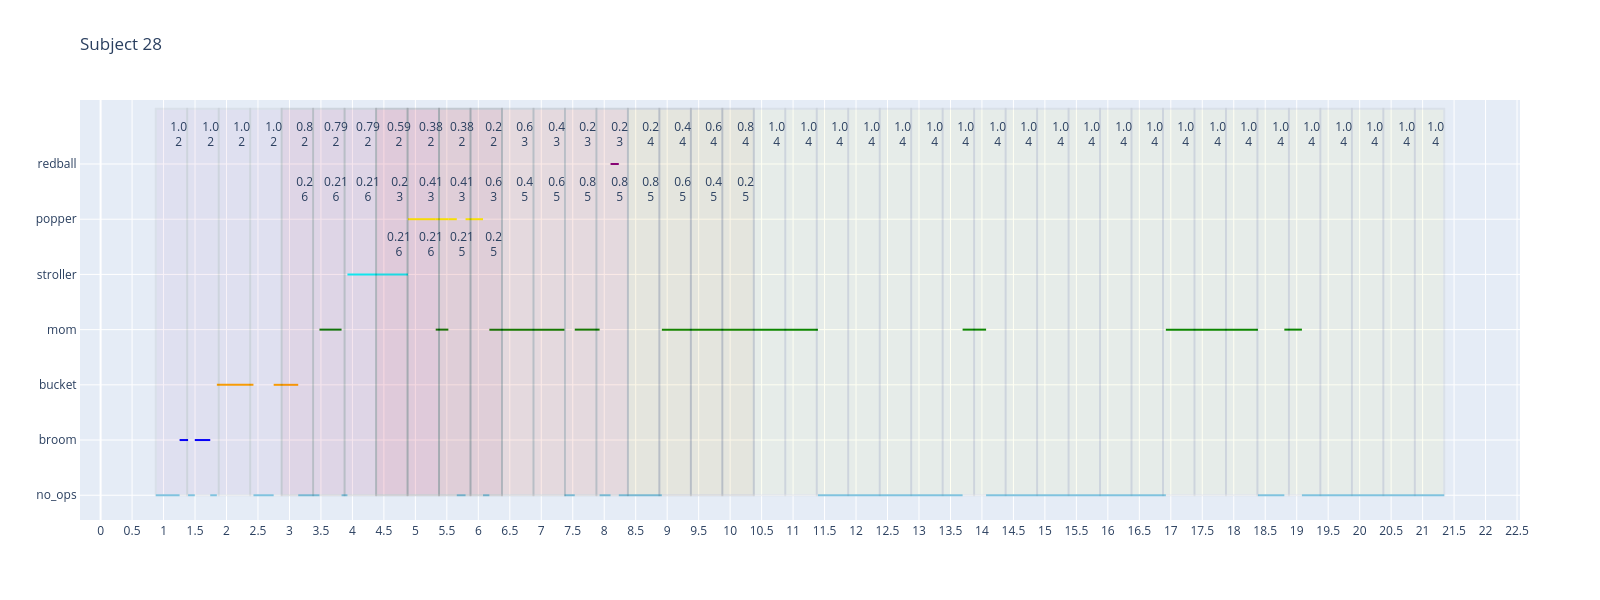 Subject 28
1.0 1.0 1.0 1.0 0.8 0.79 0.79 0.59 0.38 0.38 0.2 0.6 0.4 0.2 0.2 0.2 0.4 0.6 0.8 1.0 1.0 1.0 1.0 1.0 1.0 1.0 1.0 1.0 1.0 1.0 1.0 1.0 1.0 1.0 1.0 1.0 1.0 1.0 1.0 1.0 1.0
2 2 2 2 2 2 2 2 2 2 2 3 3 3 3 4 4 4 4 4 4 4 4 4 4 4 4 4 4 4 4 4 4 4 4 4 4 4 4 4 4
redball
0.2 0.21 0.21 0.2 0.41 0.41 0.6 0.4 0.6 0.8 0.8 0.8 0.6 0.4 0.2
6 6 6 3 3 3 3 5 5 5 5 5 5 5 5
popper
0.21 0.21 0.21 0.2
6 6 5 5
stroller
mom
bucket
broom
no_ops
0 0.5 1 1.5 2 2.5 3 3.5 4 4.5 5 5.5 6 6.5 7 7.5 8 8.5 9 9.5 10 10.5 11 11.5 12 12.5 13 13.5 14 14.5 15 15.5 16 16.5 17 17.5 18 18.5 19 19.5 20 20.5 21 21.5 22 22.5